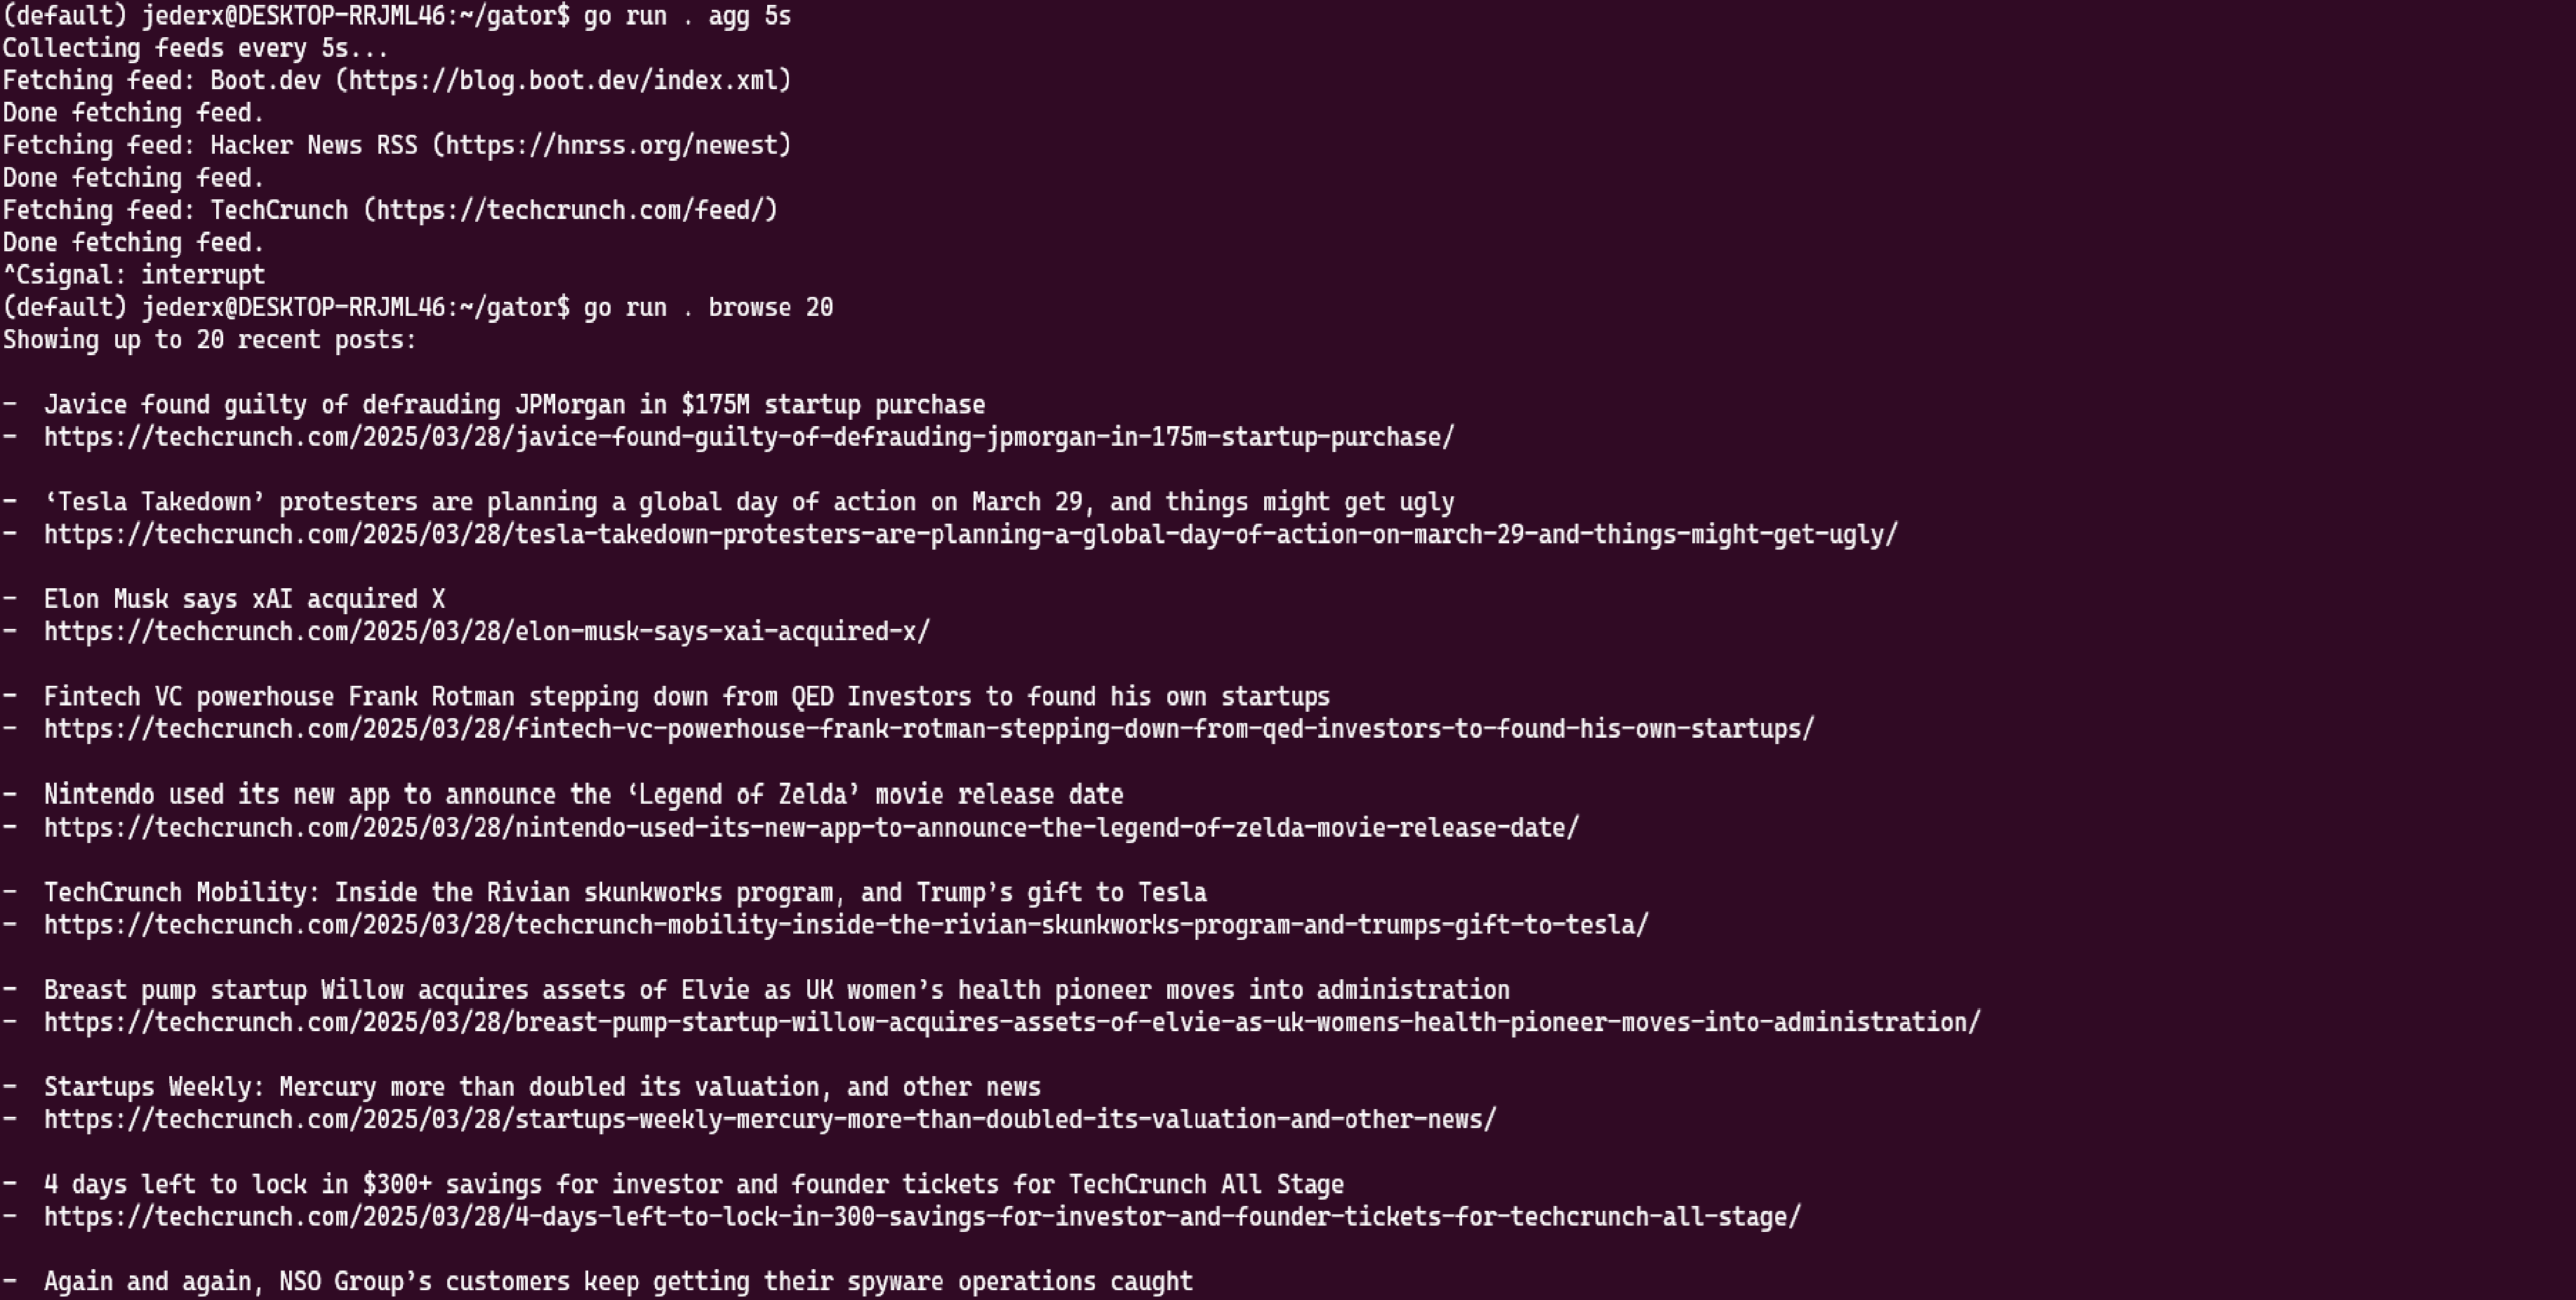 (default) jederx@DESKTOP-RRJML46:~/gator$ go run . agg 5s
Collecting feeds every 5s...
Fetching feed: Boot.dev (https://blog.boot.dev/index.xml)
Done fetching feed.
Fetching feed: Hacker News RSS (https://hnrss.org/newest)
Done fetching feed.
Fetching feed: TechCrunch (https://techcrunch.com/feed/)
Done fetching feed.
^Csignal: interrupt
(default) jederx@DESKTOP-RRJML46:~/gator$ go run . browse 20
Showing up to 20 recent posts:
- Javice found guilty of defrauding JPMorgan in $175M startup purchase
- https://techcrunch.com/2025/03/28/javice-found-guilty-of-defrauding-jpmorgan-in-175m-startup-purchase/
- ‘Tesla Takedown’ protesters are planning a global day of action on March 29, and things might get ugly
- https://techcrunch.com/2025/03/28/tesla-takedown-protesters-are-planning-a-global-day-of-action-on-march-29-and-things-might-get-ugly/
- Elon Musk says xAI acquired X
- https://techcrunch.com/2025/03/28/elon-musk-says-xai-acquired-x/
- Fintech VC powerhouse Frank Rotman stepping down from QED Investors to found his own startups
- https://techcrunch.com/2025/03/28/fintech-vc-powerhouse-frank-rotman-stepping-down-from-qed-investors-to-found-his-own-startups/
- Nintendo used its new app to announce the ‘Legend of Zelda’ movie release date
- https://techcrunch.com/2025/03/28/nintendo-used-its-new-app-to-announce-the-legend-of-zelda-movie-release-date/
- TechCrunch Mobility: Inside the Rivian skunkworks program, and Trump’s gift to Tesla
- https://techcrunch.com/2025/03/28/techcrunch-mobility-inside-the-rivian-skunkworks-program-and-trumps-gift-to-tesla/
- Breast pump startup Willow acquires assets of Elvie as UK women’s health pioneer moves into administration
- https://techcrunch.com/2025/03/28/breast-pump-startup-willow-acquires-assets-of-elvie-as-uk-womens-health-pioneer-moves-into-administration/
- Startups Weekly: Mercury more than doubled its valuation, and other news
- https://techcrunch.com/2025/03/28/startups-weekly-mercury-more-than-doubled-its-valuation-and-other-news/
- 4 days left to lock in $300+ savings for investor and founder tickets for TechCrunch All Stage
- https://techcrunch.com/2025/03/28/4-days-left-to-lock-in-300-savings-for-investor-and-founder-tickets-for-techcrunch-all-stage/
- Again and again, NSO Group’s customers keep getting their spyware operations caught